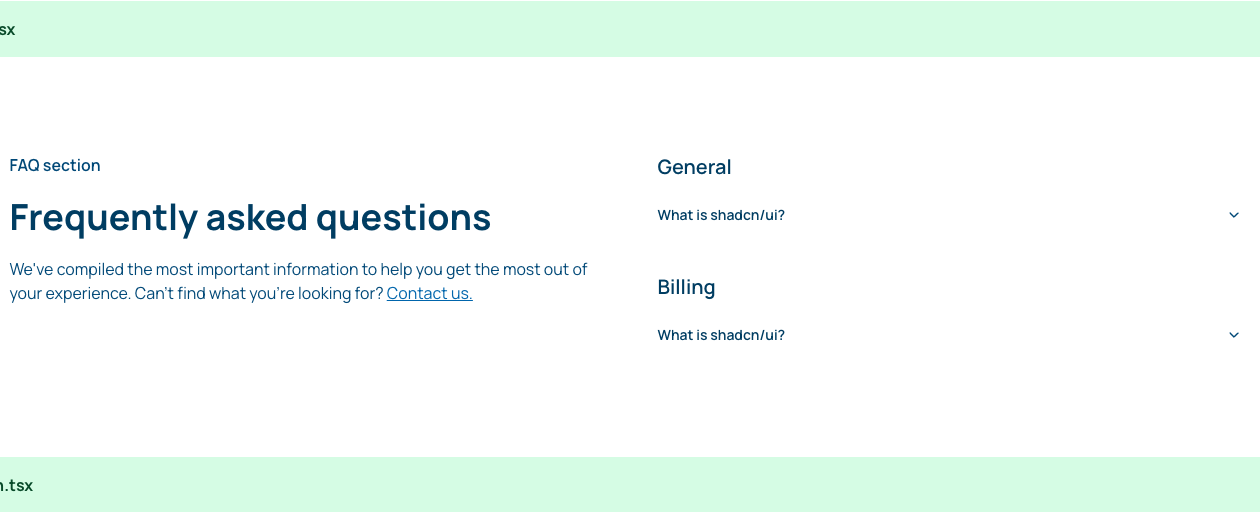 sx
FAQ section
Frequently asked questions
We've compiled the most important information to help you get the most out of
your experience. Can't find what you're looking for? Contact us.
General
What is shadcn/ui?
Billing
What is shadcn/ui?
.tsx